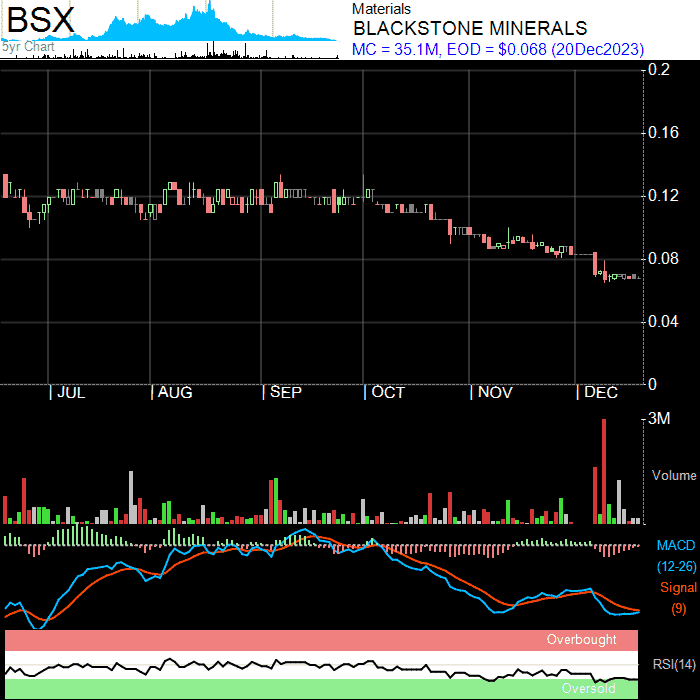 BSX
5yr Chart
Materials
BLACKSTONE MINERALS
MC = 35.1M, EOD = $0.068 (20Dec2023)
0.2
0.16
0.12
0.08
0.04
0
JUL
AUG
SEP
OCT
NOV
DEC
3M
Volume
MACD
(12-26)
Signal
(9)
Overbought
RSI(14)
Oversold